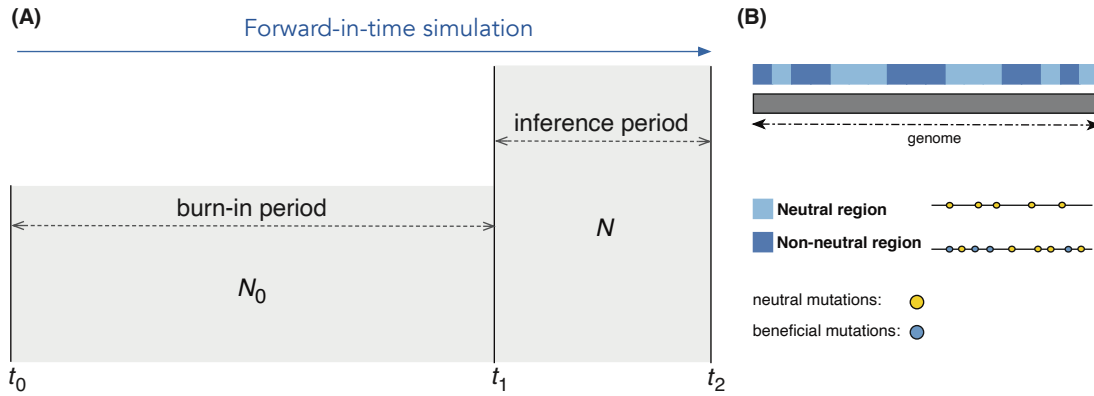 (A)
Forward-in-time simulation
inference period
burn-in period
N
N0
t0
t1
t2
(B)
genome
Neutral region
Non-neutral region
neutral mutations:
beneficial mutations: